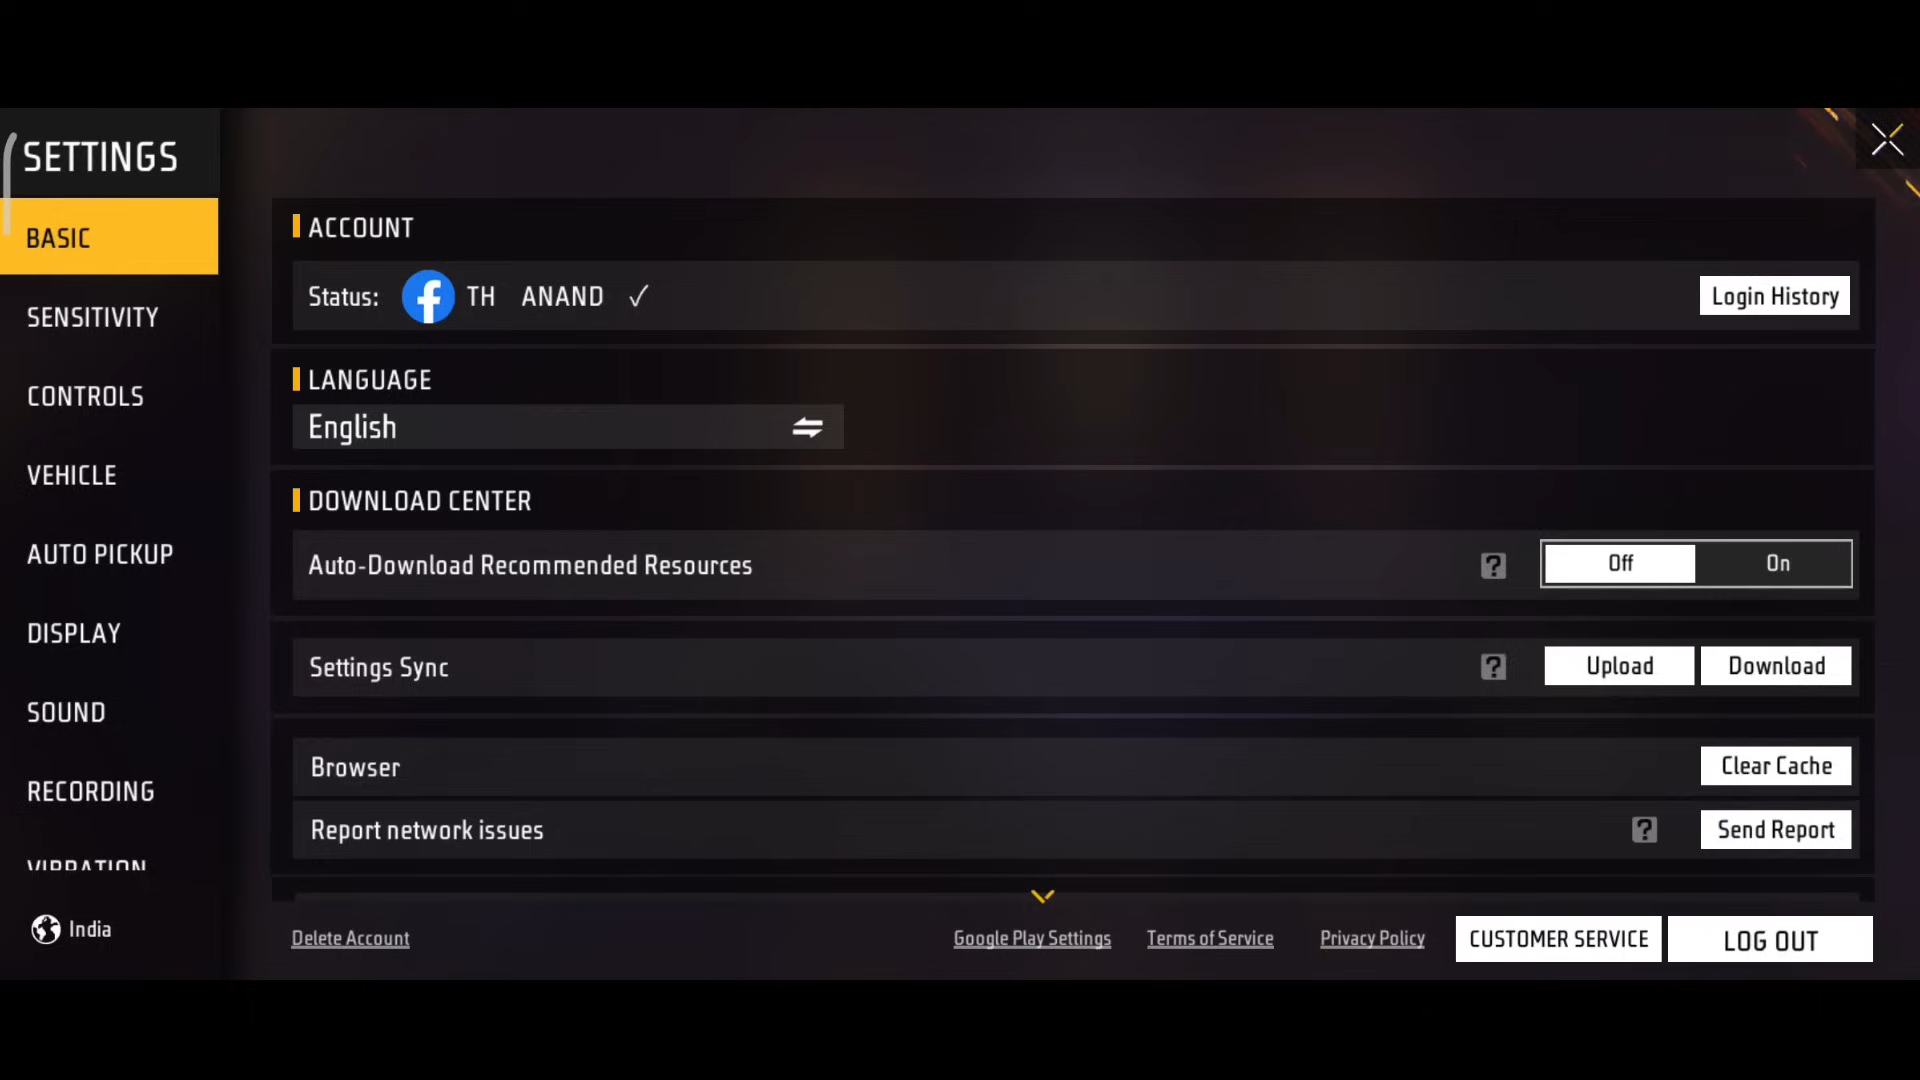 SETTINGS
BASIC
SENSITIVITY
CONTROLS
VEHICLE
AUTO PICKUP
DISPLAY
SOUND
RECORDING
VIBRATION
India
ACCOUNT
Status: TH ANAND ✓
Login History
LANGUAGE
English
DOWNLOAD CENTER
Auto-Download Recommended Resources ? Off On
Settings Sync ? Upload Download
Browser Clear Cache
Report network issues ? Send Report
Delete Account Google Play Settings Terms of Service Privacy Policy CUSTOMER SERVICE LOG OUT